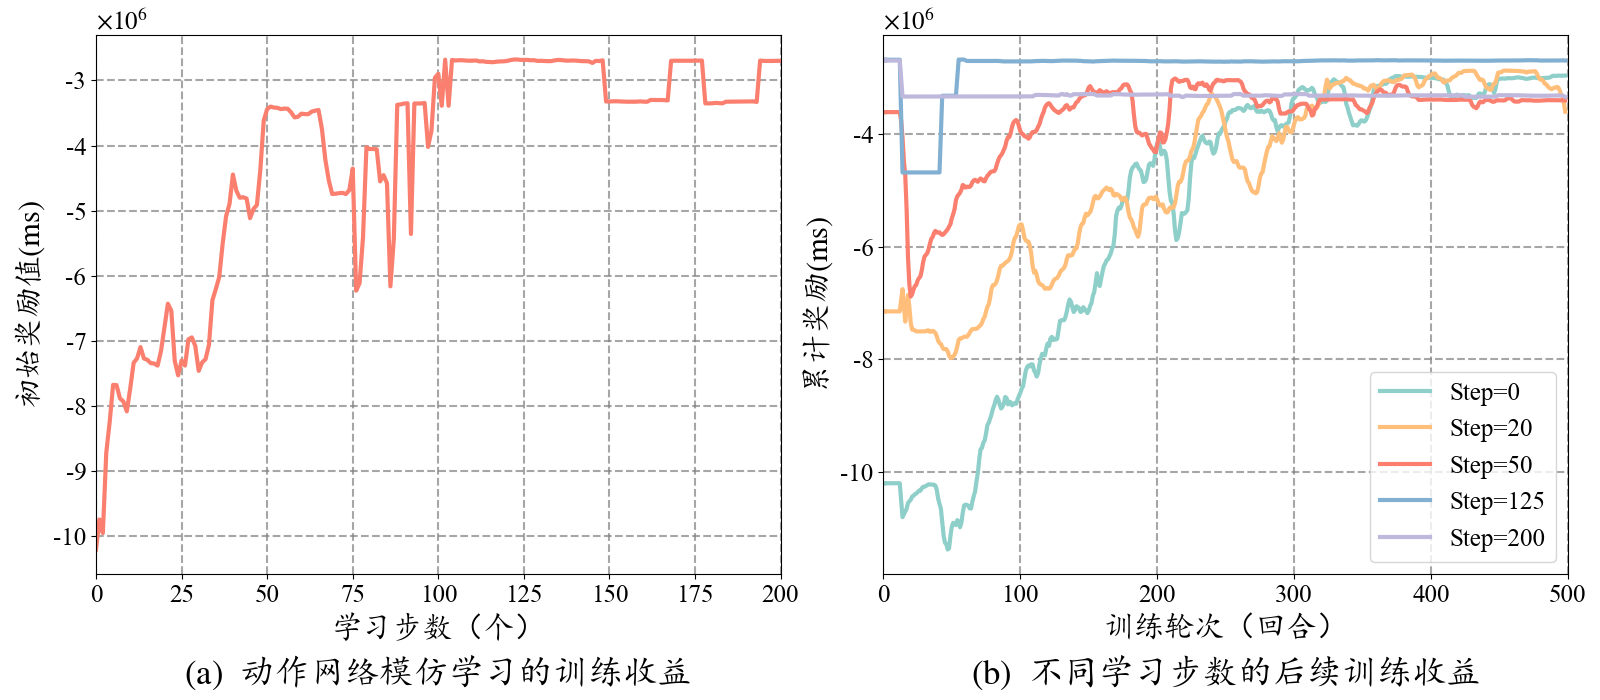 ×10⁶
-3
-4
-5
-6
-7
-8
-9
-10
初始奖励值(ms)
0 25 50 75 100 125 150 175 200
学习步数（个）
(a) 动作网络模仿学习的训练收益
×10⁶
-4
-6
-8
-10
累计奖励(ms)
Step=0
Step=20
Step=50
Step=125
Step=200
0 100 200 300 400 500
训练轮次（回合）
(b) 不同学习步数的后续训练收益